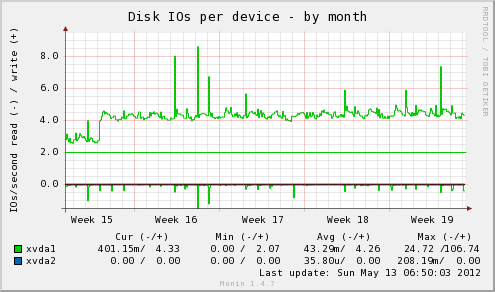 Disk IOs per device - by month
RRDTOOL / TOBI OETIKER
IOs/second read (-) / write (+)
8.0
6.0
4.0
2.0
0.0
Week 15 Week 16 Week 17 Week 18 Week 19
Cur (-/+) Min (-/+) Avg (-/+) Max (-/+)
xvda1 401.15m/ 4.33 0.00 / 2.07 43.29m/ 4.26 24.72 /106.74
xvda2 0.00 / 0.00 0.00 / 0.00 35.80u/ 0.00 208.19m/ 0.00
Last update: Sun May 13 06:50:03 2012
Munin 1.4.7